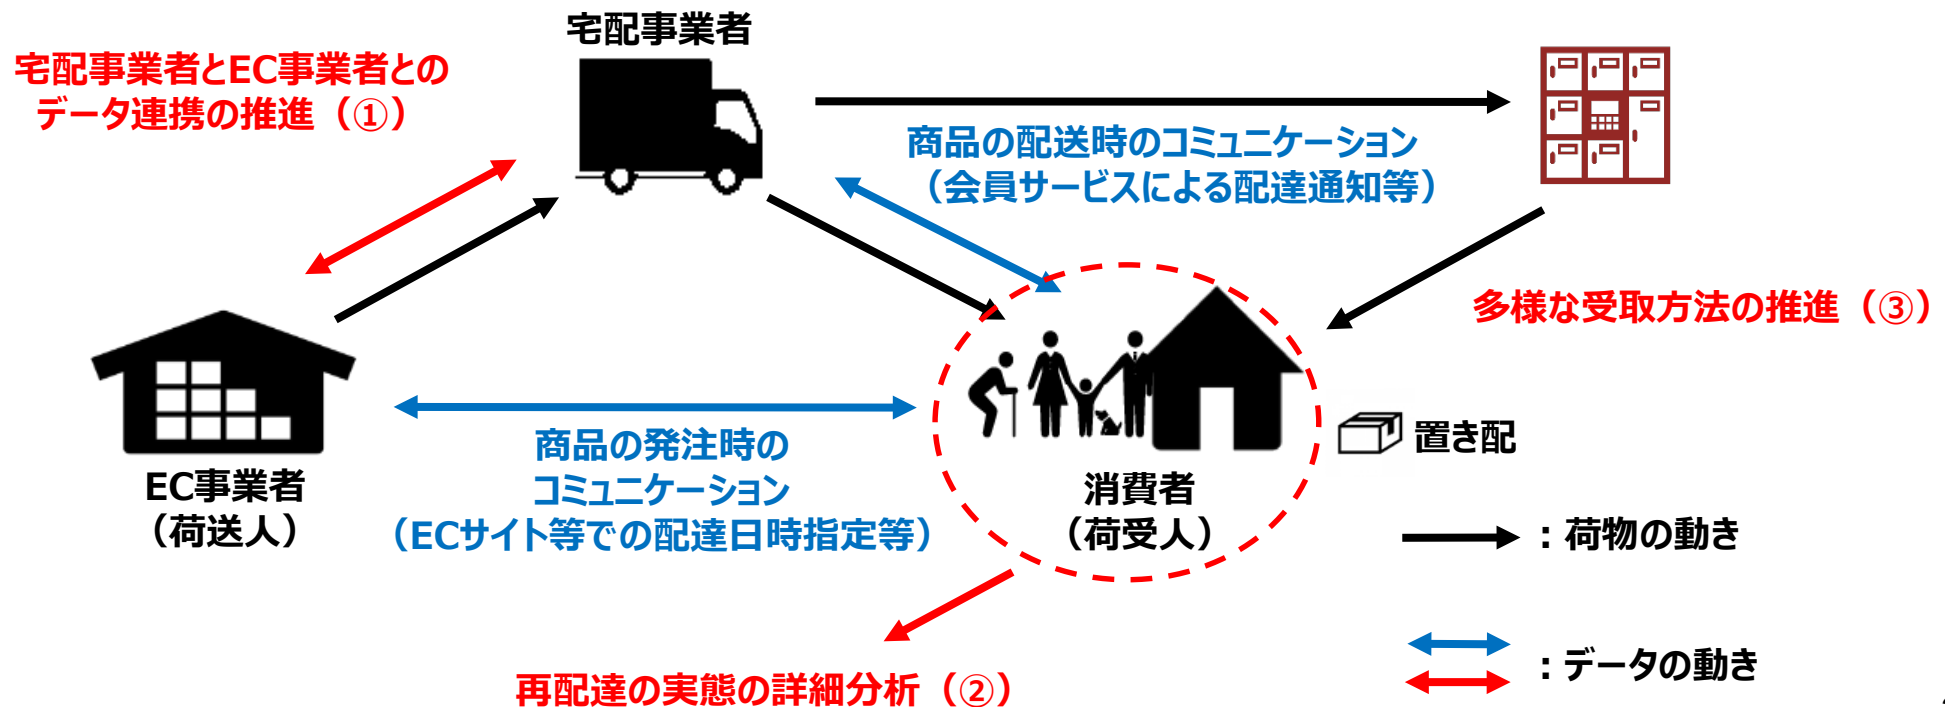 宅配事業者
宅配事業者とEC事業者との
データ連携の推進（①）
商品の配送時のコミュニケーション
（会員サービスによる配達通知等）
多様な受取方法の推進（③）
置き配
商品の発注時の
コミュニケーション
（ECサイト等での配達日時指定等）
EC事業者
（荷送人）
消費者
（荷受人）
：荷物の動き
：データの動き
再配達の実態の詳細分析（②）